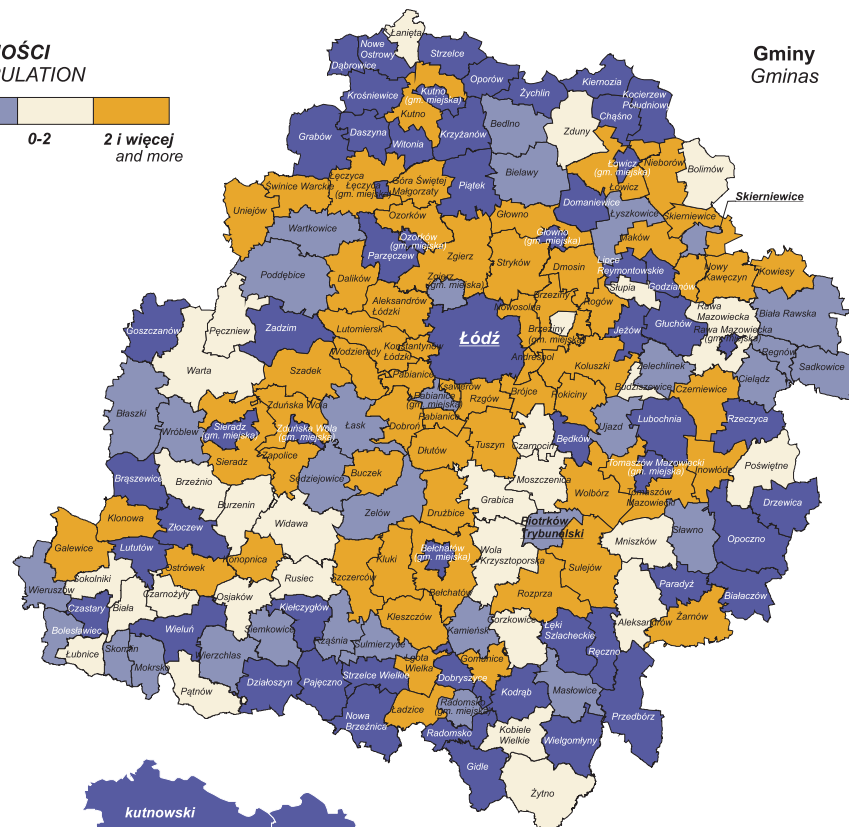 OŚCI
ULATION
0-2
2 i więcej
and more
Gminy
Gminas
Łanięta
Nowe
Ostrowy
Dąbrowice
Strzelce
Oporów
Krośniewice
Kutno
(gm. miejska)
Kutno
Żychlin
Kiernozia
Kocierzew
Południowy
Chąśno
Grabów
Daszyna
Witonia
Krzyżanów
Bedlno
Zduny
Łowicz
(gm. miejska)
Łowicz
Nieborów
Bolimów
Świnice Warckie
Łęczyca
Łęczyca
(gm. miejska)
Góra Świętej
Małgorzaty
Piątek
Bielawy
Domaniewice
Łyszkowice
Skierniewice
Skierniewice
Uniejów
Wartkowice
Ozorków
Ozorków
(gm. miejska)
Parzęczew
Głowno
Głowno
(gm. miejska)
Maków
Poddębice
Dalików
Zgierz
Zgierz
(gm. miejska)
Stryków
Dmosin
Lipce
Reymontowskie
Słupia
Godzianów
Nowy
Kawęczyn
Kowiesy
Goszczanów
Pęczniew
Zadzim
Aleksandrów
Łódzki
Lutomiersk
Wodzierady
Konstantynów
Łódzki
Łódź
Nowosolna
Brzeziny
Brzeziny
(gm. miejska)
Rogów
Jeżów
Głuchów
Rawa
Mazowiecka
Rawa Mazowiecka
(gm. miejska)
Biała Rawska
Regnów
Sadkowice
Cielądz
Warta
Szadek
Pabianice
Pabianice
(gm. miejska)
Pabianice
Ksawerów
Rzgów
Andrespol
Brójce
Koluszki
Rokiciny
Żelechlinek
Budziszewice
Czerniewice
Błaszki
Wróblew
Sieradz
(gm. miejska)
Sieradz
Zduńska Wola
Zduńska Wola
(gm. miejska)
Zapolice
Łask
Dobroń
Dłutów
Tuszyn
Czarnocin
Będków
Ujazd
Lubochnia
Rzeczyca
Brąszewice
Brzeźnio
Burzenin
Sędziejowice
Buczek
Zelów
Drużbice
Grabica
Moszczenica
Wolbórz
Tomaszów Mazowiecki
(gm. miejska)
Tomaszów
Mazowiecki
Inowłódz
Poświętne
Drzewica
Klonowa
Złoczew
Widawa
Galewice
Lututów
Ostrówek
Konopnica
Szczerców
Kluki
Bełchatów
(gm. miejska)
Bełchatów
Wola
Krzysztoporska
Piotrków
Trybunalski
Sulejów
Mniszków
Sławno
Opoczno
Wieruszów
Sokolniki
Czastary
Biała
Czarnożyły
Osjaków
Rusiec
Kiełczygłów
Kleszczów
Rozprza
Paradyż
Białaczów
Żarnów
Aleksandrów
Bolesławiec
Łubnice
Skomlin
Mokrsko
Wieluń
Wierzchlas
Siemkowice
Rząśnia
Sulmierzyce
Kamieńsk
Gorzkowice
Łęki
Szlacheckie
Ręczno
Pątnów
Działoszyn
Pajęczno
Strzelce Wielkie
Lgota
Wielka
Gomunice
Dobryszyce
Ładzice
Nowa
Brzeźnica
Radomsko
(gm. miejska)
Radomsko
Kodrąb
Masłowice
Przedbórz
Kobiele
Wielkie
Wielgomłyny
Gidle
Żytno
kutnowski